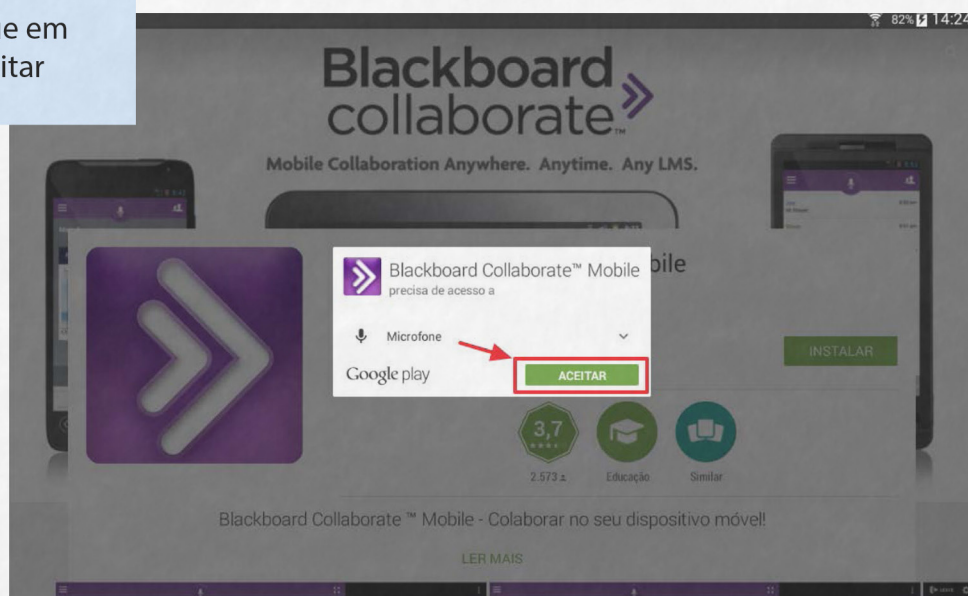 e em
itar
82% 14:24
Blackboard
collaborate™
Mobile Collaboration Anywhere. Anytime. Any LMS.
bile
Blackboard Collaborate™ Mobile
precisa de acesso a
Microfone
Google play
ACEITAR
INSTALAR
3,7
2.573
Educação
Similar
Blackboard Collaborate ™ Mobile - Colaborar no seu dispositivo móvel!
LER MAIS